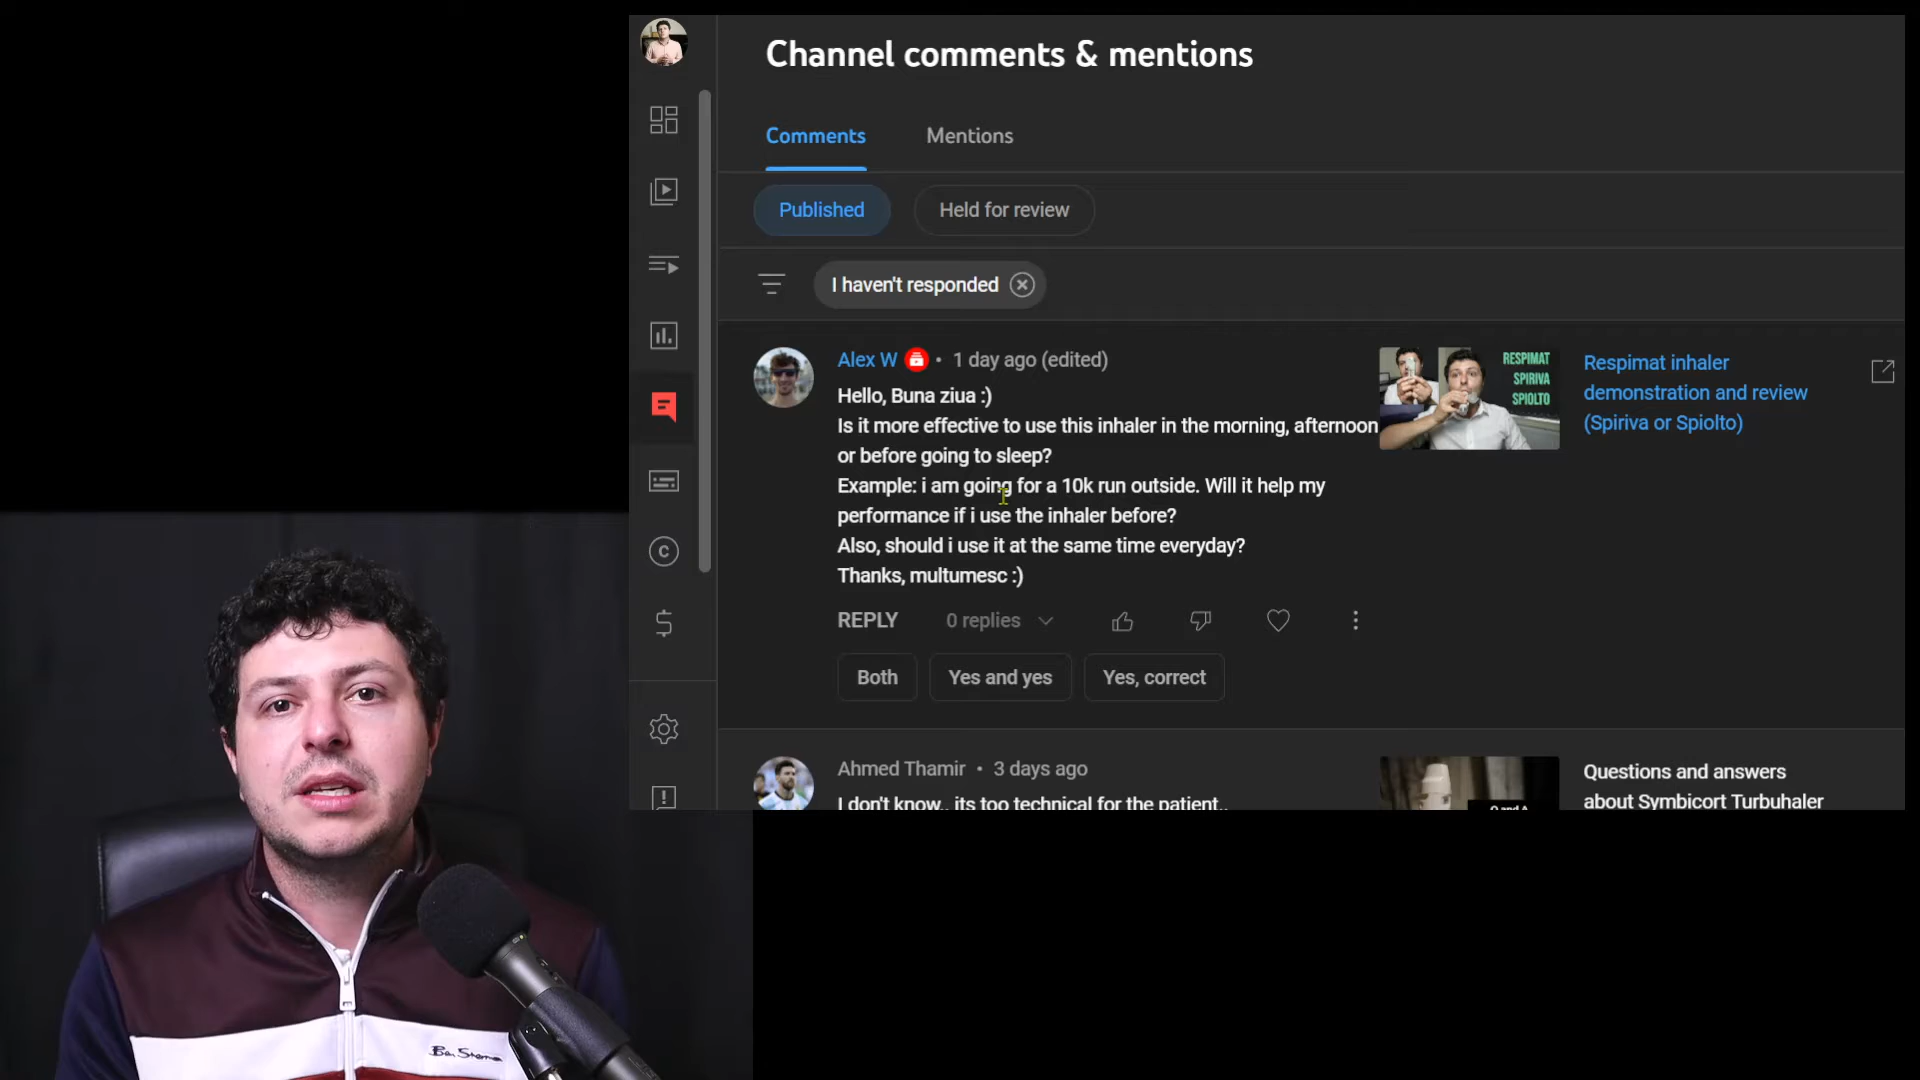 Channel comments & mentions
Comments
Mentions
Published
Held for review
I haven't responded
Alex W • 1 day ago (edited)
Hello, Buna ziua :)
Is it more effective to use this inhaler in the morning, afternoon
or before going to sleep?
Example: i am going for a 10k run outside. Will it help my
performance if i use the inhaler before?
Also, should i use it at the same time everyday?
Thanks, multumesc :)
REPLY
0 replies
Both
Yes and yes
Yes, correct
RESPIMAT
SPIRIVA
SPIOLTO
Respimat inhaler
demonstration and review
(Spiriva or Spiolto)
Ahmed Thamir • 3 days ago
I don't know.. its too technical for the patient..
Questions and answers
about Symbicort Turbuhaler
Ben Sherman